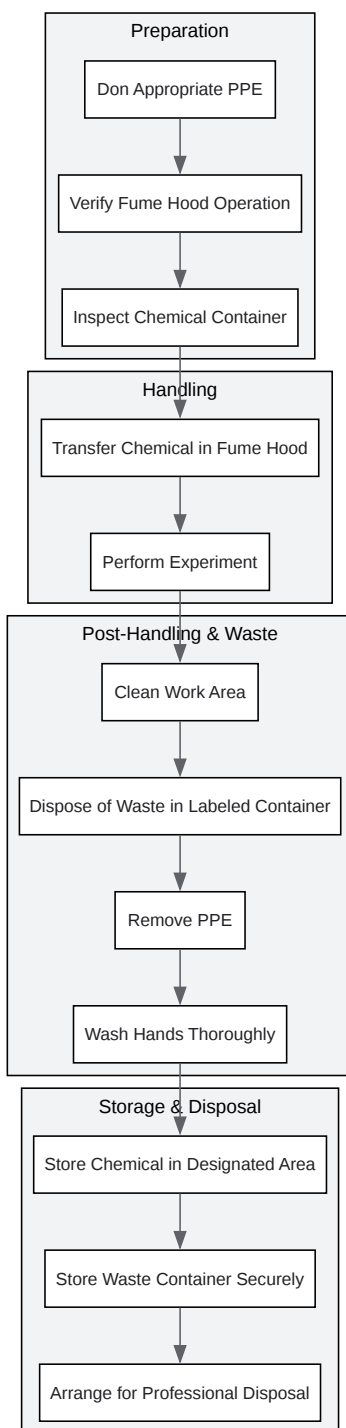 Preparation
Don Appropriate PPE
Verify Fume Hood Operation
Inspect Chemical Container
Handling
Transfer Chemical in Fume Hood
Perform Experiment
Post-Handling & Waste
Clean Work Area
Dispose of Waste in Labeled Container
Remove PPE
Wash Hands Thoroughly
Storage & Disposal
Store Chemical in Designated Area
Store Waste Container Securely
Arrange for Professional Disposal